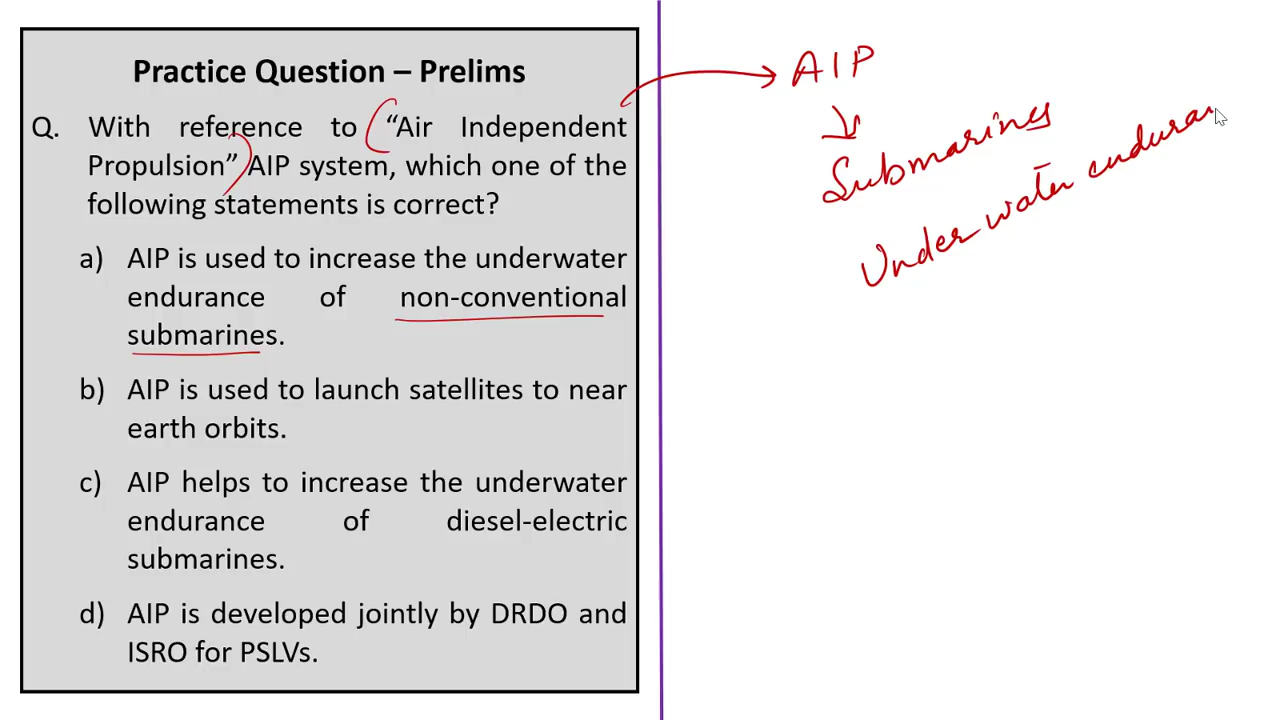 Practice Question – Prelims
Q. With reference to “Air Independent
Propulsion” AIP system, which one of the
following statements is correct?
a) AIP is used to increase the underwater
endurance of non-conventional
submarines.
b) AIP is used to launch satellites to near
earth orbits.
c) AIP helps to increase the underwater
endurance of diesel-electric
submarines.
d) AIP is developed jointly by DRDO and
ISRO for PSLVs.
AIP
Submarines
Under water enduran